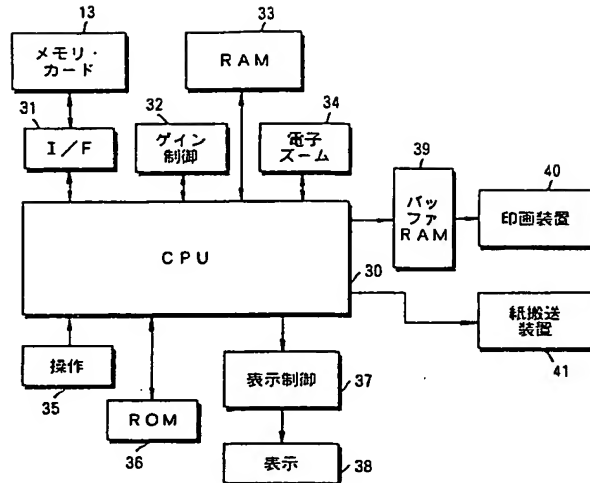 13
33
メモリ・
カード
RAM
31
32
34
I/F
ゲイン
制御
電子
ズーム
39
40
バッ
ファ
RAM
印画装置
CPU
30
紙搬送
装置
41
操作
35
表示制御
37
ROM
36
表示
38